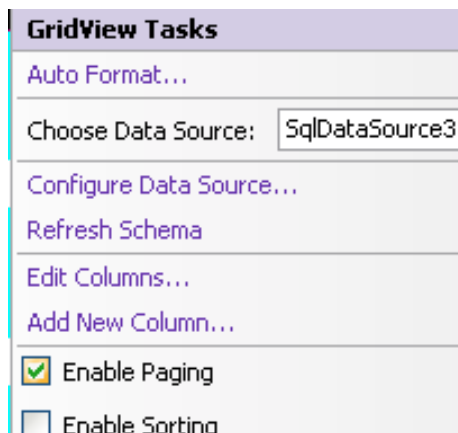 GridView Tasks
Auto Format...
Choose Data Source: SqlDataSource3
Configure Data Source...
Refresh Schema
Edit Columns...
Add New Column...
Enable Paging
Enable Sorting